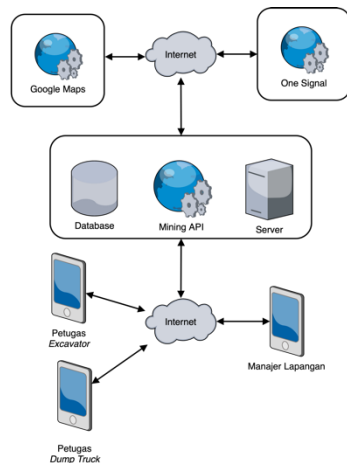 Internet
Google Maps
One Signal
Database
Mining API
Server
Petugas
Excavator
Internet
Manajer Lapangan
Petugas
Dump Truck